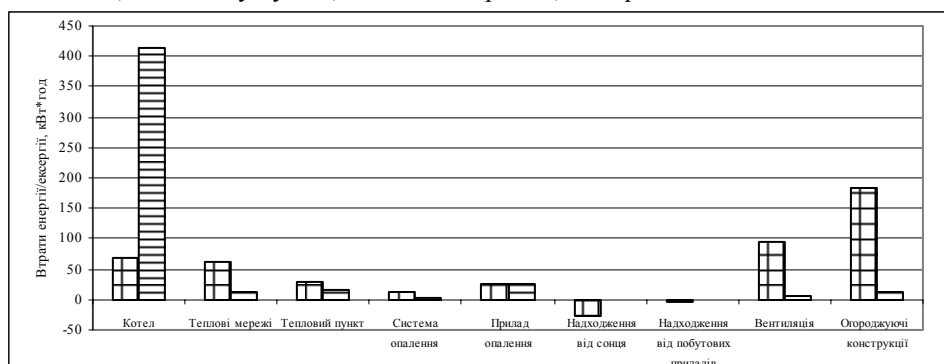 450
400
350
300
250
200
150
100
50
0
-50
Втрати енергії/ексергії, кВт*год
Котел
Теплові мережі
Тепловий пункт
Система
опалення
Прилад
опалення
Надходження
від сонця
Надходження
від побутових
приладів
Вентиляція
Огороджуючі
конструкції